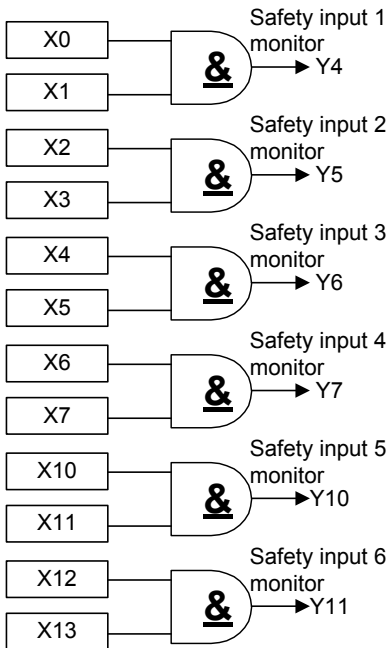 Safety input 1
X0
monitor
&
Y4
X1
Safety input 2
X2
monitor
&
Y5
X3
Safety input 3
X4
monitor
&
Y6
X5
Safety input 4
X6
monitor
&
Y7
X7
Safety input 5
X10
monitor
&
Y10
X11
Safety input 6
X12
monitor
&
Y11
X13